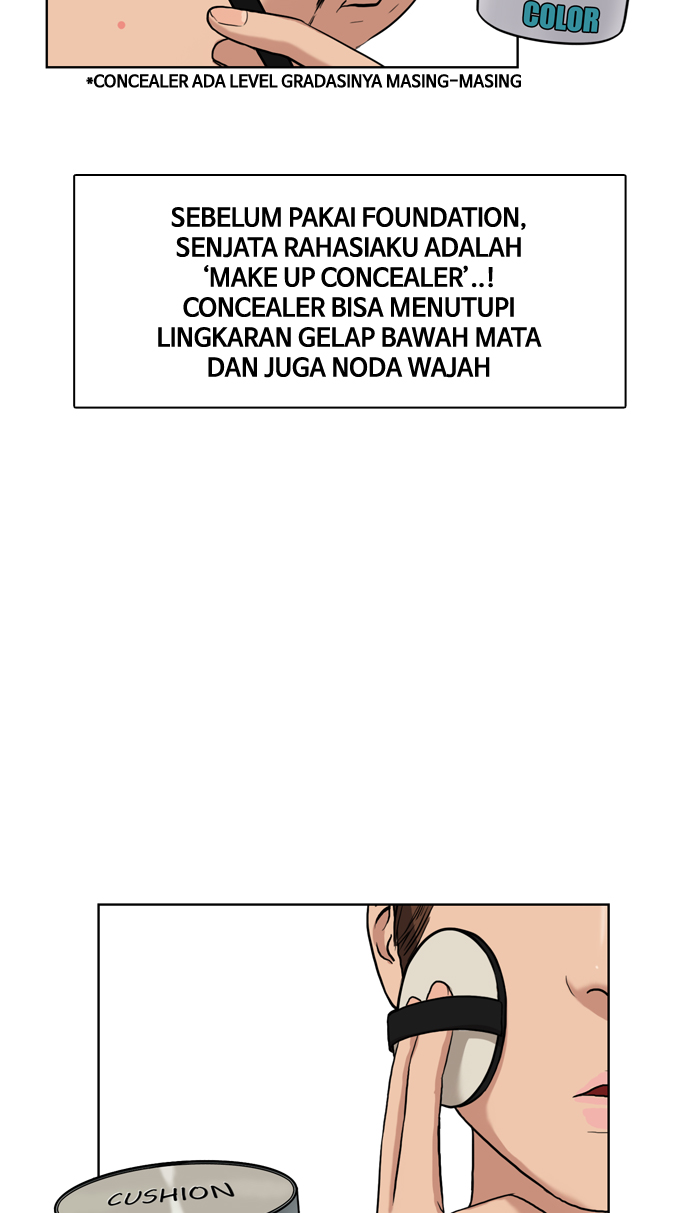 COLOR
*CONCEALER ADA LEVEL GRADASINYA MASING-MASING
SEBELUM PAKAI FOUNDATION,
SENJATA RAHASIAKU ADALAH
‘MAKE UP CONCEALER’..!
CONCEALER BISA MENUTUPI
LINGKARAN GELAP BAWAH MATA
DAN JUGA NODA WAJAH
CUSHION